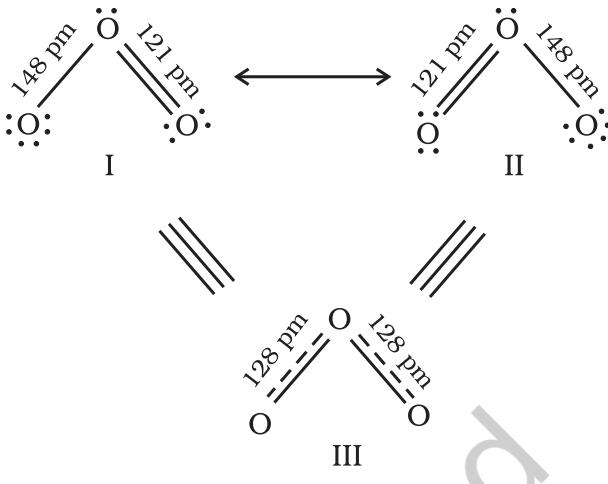 O
148 pm 121 pm
O O
I
O
121 pm 148 pm
O O
II
O
128 pm 128 pm
O O
III
d